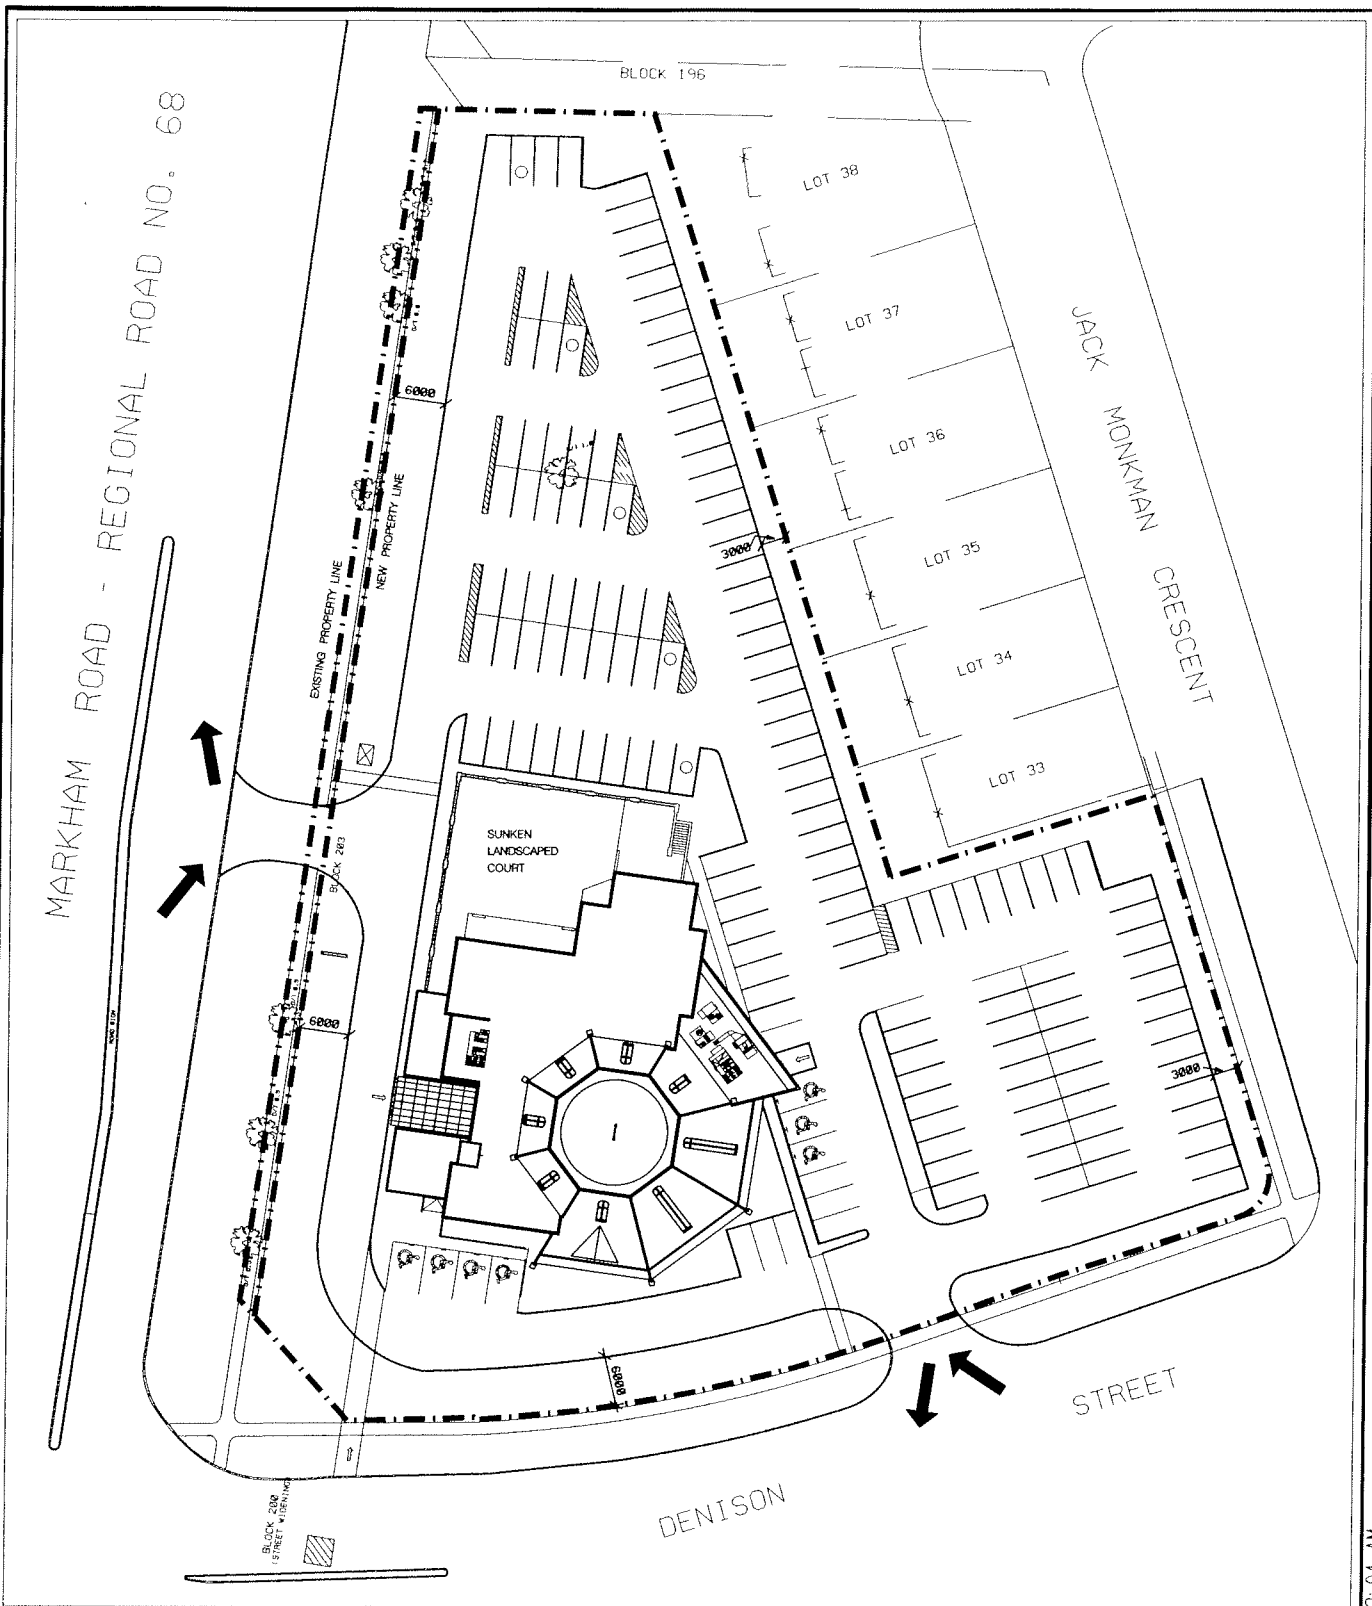 BLOCK 196
MARKHAM ROAD - REGIONAL ROAD NO. 68
LOT 38
LOT 37
LOT 36
LOT 35
LOT 34
LOT 33
JACK MONKMAN CRESCENT
6000
3000
EXISTING PROPERTY LINE
NEW PROPERTY LINE
BLOCK 203
SUNKEN
LANDSCAPED
COURT
6000
3000
6000
DENISON STREET
BLOCK 200
(STREET WIDENING)